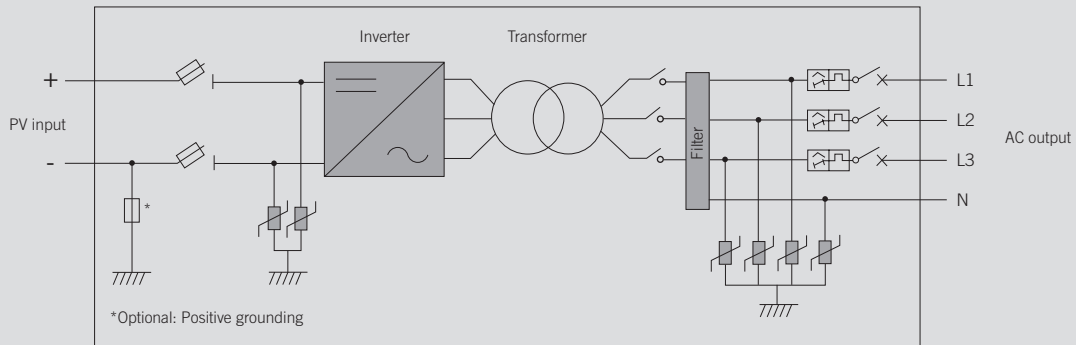 Inverter
Transformer
+
L1
PV input
L2
AC output
-
L3
Filter
N
*
*Optional: Positive grounding